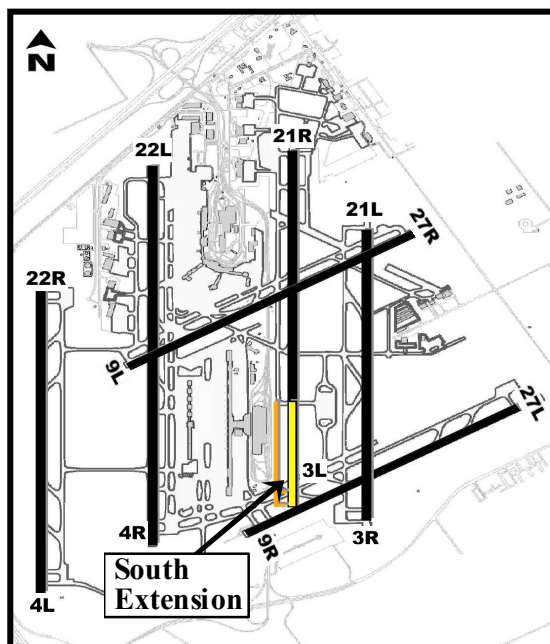 N
22L
21R
21L
27R
22R
9L
27L
3L
4R
9R
3R
4L
South
Extension